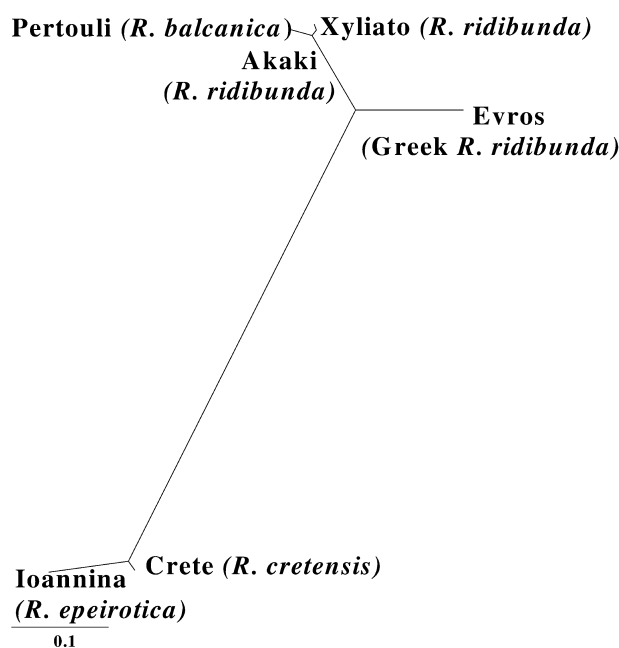 Pertouli (R. balcanica)
Xyliato (R. ridibunda)
Akaki
(R. ridibunda)
Evros
(Greek R. ridibunda)
Crete (R. cretensis)
Ioannina
(R. epeirotica)
0.1